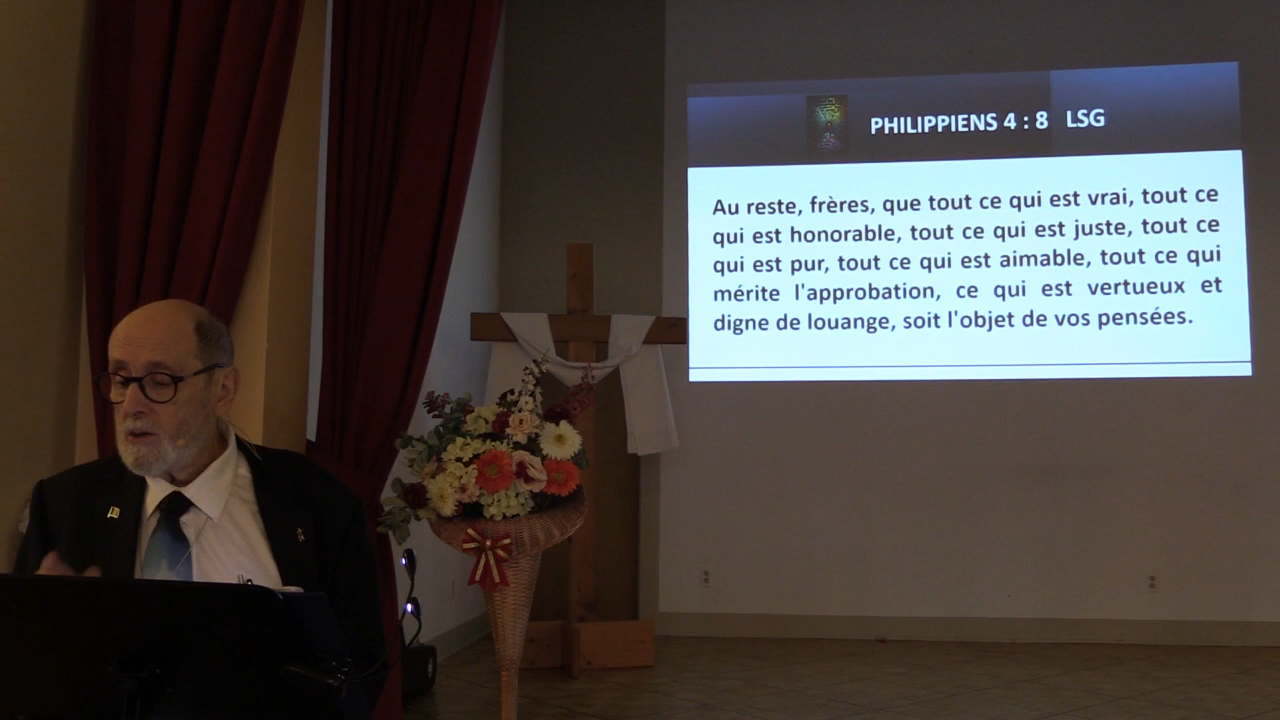 PHILIPPIENS 4 : 8 LSG
Au reste, frères, que tout ce qui est vrai, tout ce
qui est honorable, tout ce qui est juste, tout ce
qui est pur, tout ce qui est aimable, tout ce qui
mérite l'approbation, ce qui est vertueux et
digne de louange, soit l'objet de vos pensées.